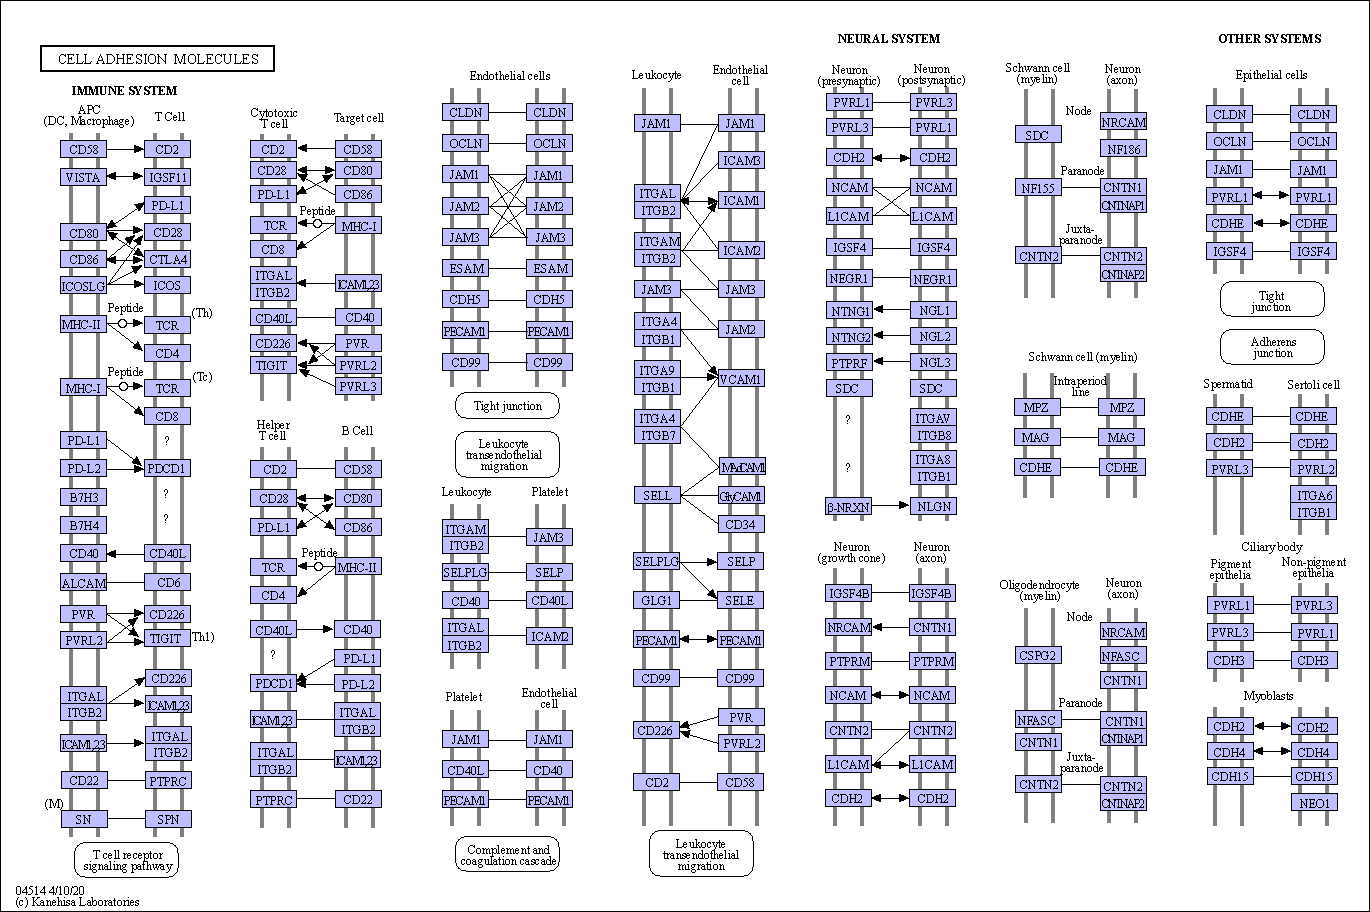 CELL ADHESION MOLECULES
IMMUNE SYSTEM
APC
(DC, Macrophage)
T Cell
CD58
CD2
VISTA
IGSF11
PD-L1
CD80
CD28
CD86
CTLA4
ICOSLG
ICOS
Peptide
(Th)
MHC-II
TCR
CD4
Peptide
(Tc)
MHC-I
TCR
CD8
PD-L1
?
PD-L2
PDCD1
B7H3
?
B7H4
?
CD40
CD40L
ALCAM
CD6
PVR
CD226
PVRL2
TIGIT
Th1)
CD226
ITGAL
ITGB2
ICAM1,2,3
ICAM1,2,3
ITGAL
ITGB2
CD22
PTPRC
(M)
SN
SPN
T cell receptor
signaling pathway
04514 4/10/20
(c) Kanehisa Laboratories
Cytotoxic
T cell
Target cell
CD2
CD58
CD28
CD80
PD-L1
CD86
Peptide
TCR
MHC-I
CD8
ITGAL
ITGB2
ICAM1,2,3
CD40L
CD40
CD226
PVR
TIGIT
PVRL2
PVRL3
Helper
T cell
B Cell
CD2
CD58
CD28
CD80
PD-L1
CD86
Peptide
TCR
MHC-II
CD4
CD40L
CD40
?
PD-L1
PDCD1
PD-L2
ICAM1,2,3
ITGAL
ITGB2
ITGAL
ITGB2
ICAM1,2,3
PTPRC
CD22
Endothelial cells
CLDN
CLDN
OCLN
OCLN
JAM1
JAM1
JAM2
JAM2
JAM3
JAM3
ESAM
ESAM
CDH5
CDH5
PECAM1
PECAM1
CD99
CD99
Tight junction
Leukocyte
transendothelial
migration
Leukocyte
Platelet
ITGAM
ITGB2
JAM3
SELPLG
SELP
CD40
CD40L
ITGAL
ITGB2
ICAM2
Platelet
Endothelial
cell
JAM1
JAM1
CD40L
CD40
PECAM1
PECAM1
Complement and
coagulation cascade
Leukocyte
Endothelial
cell
JAM1
JAM1
ICAM3
ITGAL
ITGB2
ICAM1
ITGAM
ITGB2
ICAM2
JAM3
JAM3
ITGA4
ITGB1
JAM2
ITGA9
ITGB1
VCAM1
ITGA4
ITGB7
MAdCAM1
SELL
GlyCAM1
CD34
SELPLG
SELP
GLG1
SELE
PECAM1
PECAM1
CD99
CD99
PVR
CD226
PVRL2
CD2
CD58
Leukocyte
transendothelial
migration
NEURAL SYSTEM
Neuron
(presynaptic)
Neuron
(postsynaptic)
PVRL1
PVRL3
PVRL3
PVRL1
CDH2
CDH2
NCAM
NCAM
L1CAM
L1CAM
IGSF4
IGSF4
NEGR1
NEGR1
NTNG1
NGL1
NTNG2
NGL2
PTPRF
NGL3
SDC
SDC
?
ITGAV
ITGB8
?
ITGA8
ITGB1
β-NRXN
NLGN
Neuron
(growth cone)
Neuron
(axon)
IGSF4B
IGSF4B
NRCAM
CNTN1
PTPRM
PTPRM
NCAM
NCAM
CNTN2
CNTN2
L1CAM
L1CAM
CDH2
CDH2
Schwann cell
(myelin)
Neuron
(axon)
Node
NRCAM
SDC
NF186
Paranode
NF155
CNTN1
CNTNAP1
Juxta-
paranode
CNTN2
CNTN2
CNTNAP2
Schwann cell (myelin)
Intraperiod
line
MPZ
MPZ
MAG
MAG
CDHE
CDHE
Oligodendrocyte
(myelin)
Neuron
(axon)
Node
NRCAM
CSPG2
NFASC
CNTN1
Paranode
NFASC
CNTN1
CNTNAP1
CNTN1
Juxta-
paranode
CNTN2
CNTN2
CNTNAP2
OTHER SYSTEMS
Epithelial cells
CLDN
CLDN
OCLN
OCLN
JAM1
JAM1
PVRL1
PVRL1
CDHE
CDHE
IGSF4
IGSF4
Tight
junction
Adherens
junction
Spermatid
Sertoli cell
CDHE
CDHE
CDH2
CDH2
PVRL3
PVRL2
ITGA6
ITGB1
Ciliary body
Pigment
epithelia
Non-pigment
epithelia
PVRL1
PVRL3
PVRL3
PVRL1
CDH3
CDH3
Myoblasts
CDH2
CDH2
CDH4
CDH4
CDH15
CDH15
NEO1